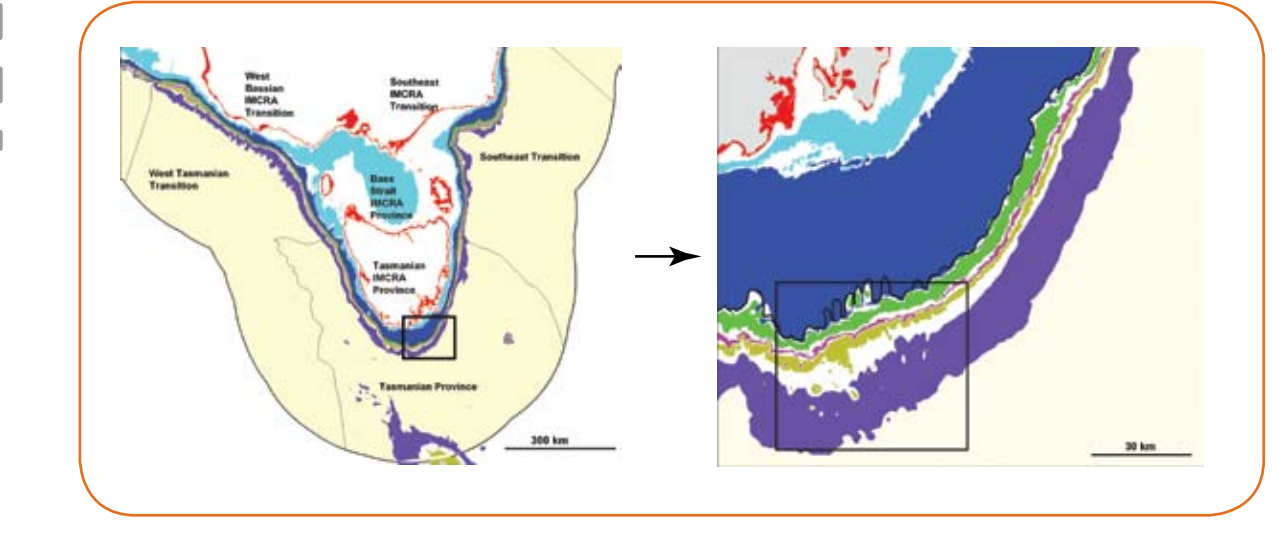 West
Bassian
IMCRA
Transition
Southeast
IMCRA
Transition
Southeast Transition
West Tasmanian
Transition
Bass
Strait
IMCRA
Province
Tasmanian
IMCRA
Province
Tasmanian Province
300 km
30 km